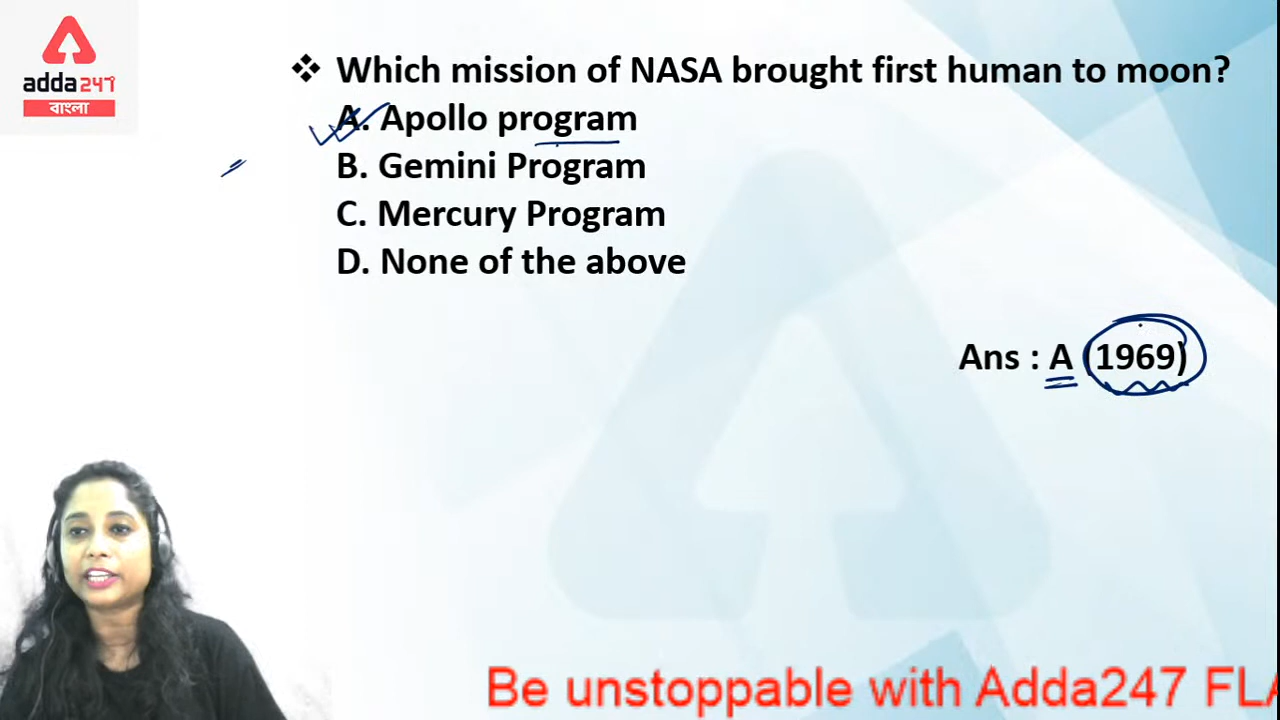 adda247
বাংলা
❖ Which mission of NASA brought first human to moon?
A. Apollo program
B. Gemini Program
C. Mercury Program
D. None of the above
Ans : A (1969)
Be unstoppable with Adda247 FLA